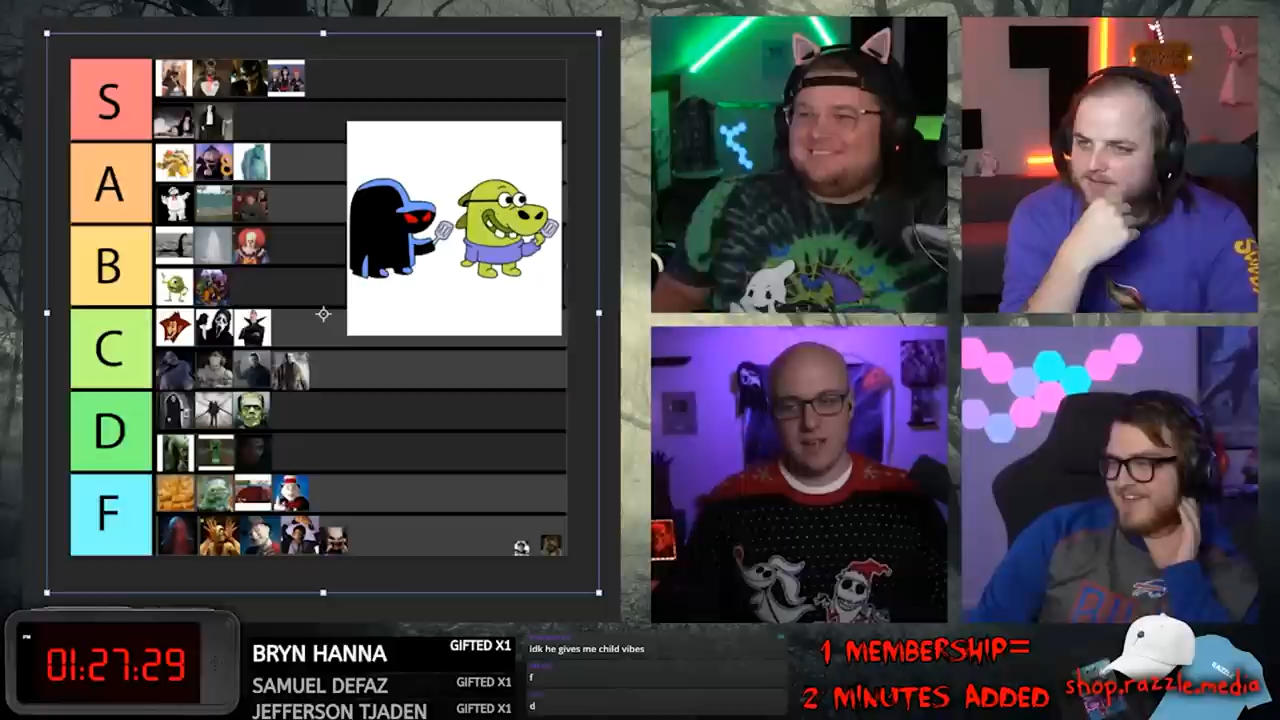 S
A
B
C
D
F
01:27:29
BRYN HANNA GIFTED X1
SAMUEL DEFAZ GIFTED X1
JEFFERSON TJADEN GIFTED X1
idk he gives me child vibes
f
d
1 MEMBERSHIP=
2 MINUTES ADDED
shop.razzle.media